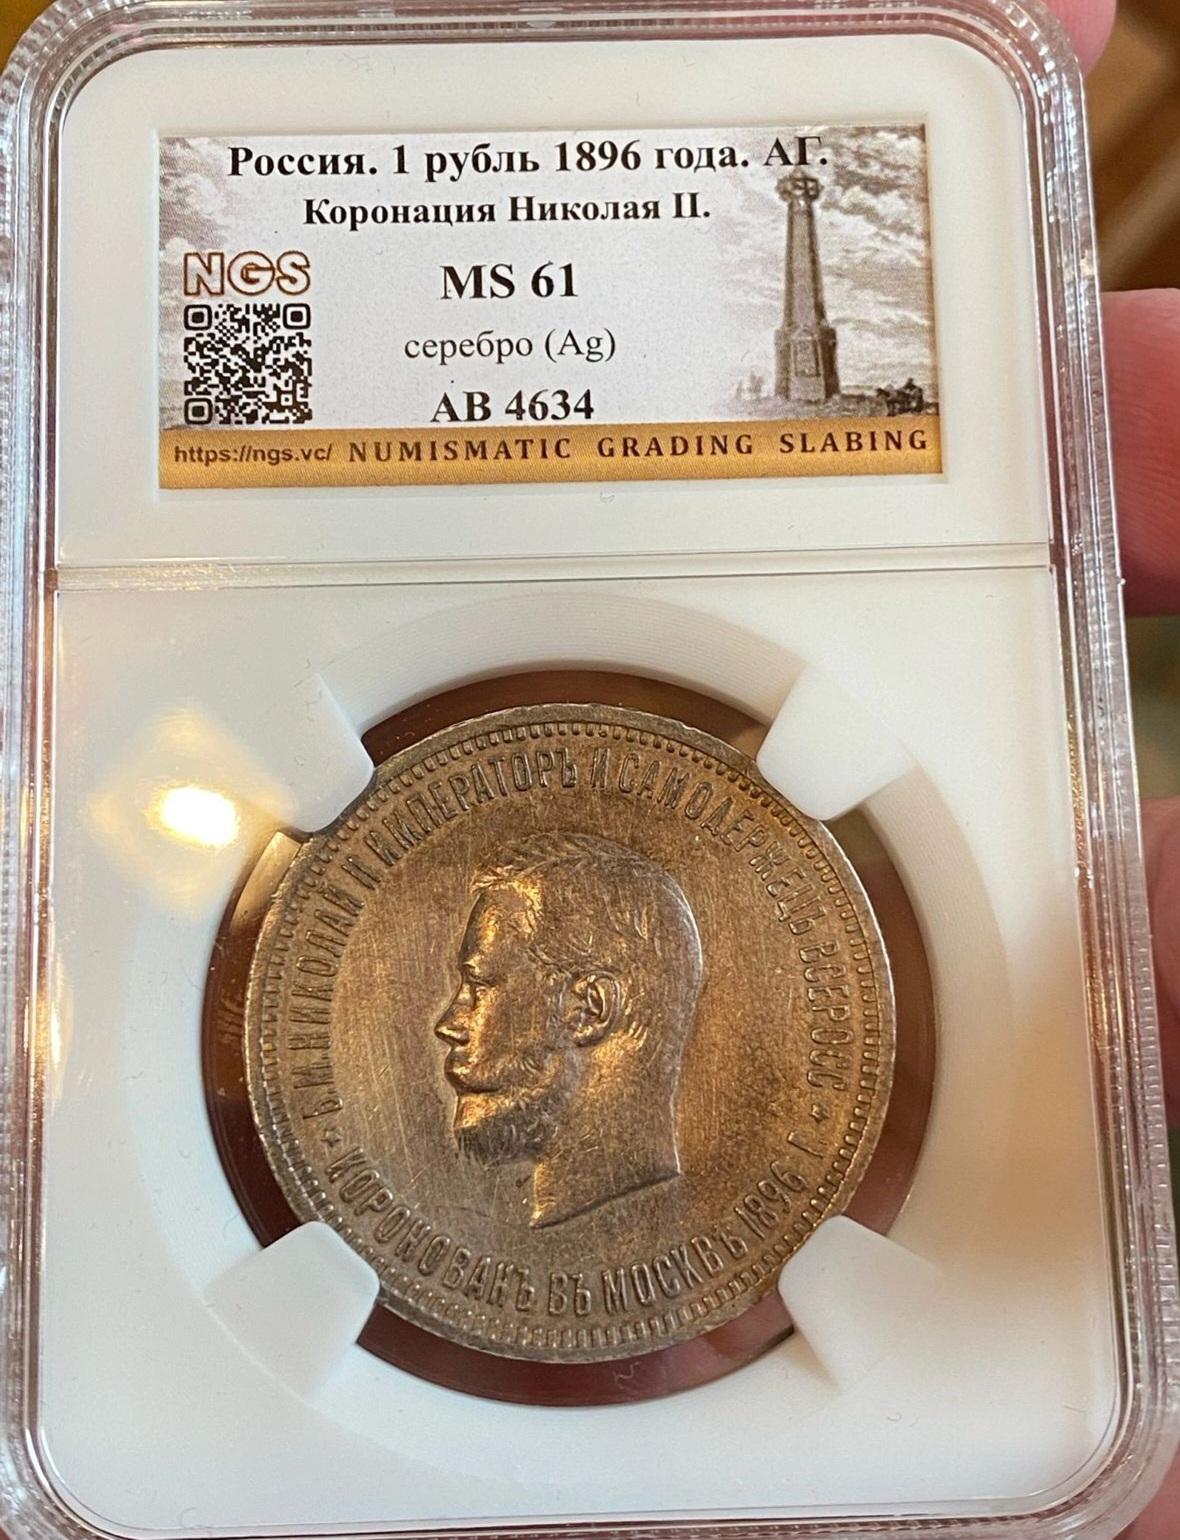 Россия. 1 рубль 1896 года. АГ.
Коронация Николая II.
NGS
MS 61
серебро (Ag)
АВ 4634
https://ngs.vc/ NUMISMATIC GRADING SLABING
Б.М.НИКОЛАЙ II ИМПЕРАТОРЪ И САМОДЕРЖЕЦЪ ВСЕРОСС.
КОРОНОВАНЪ ВЪ МОСКВѢ 1896 Г.